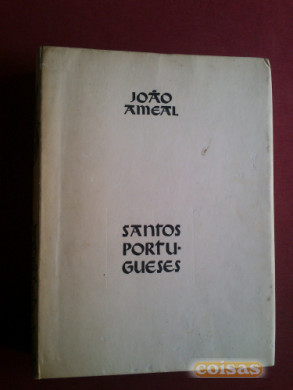 JOÃO
AMEAL
SANTOS
PORTU-
GUESES
coisas